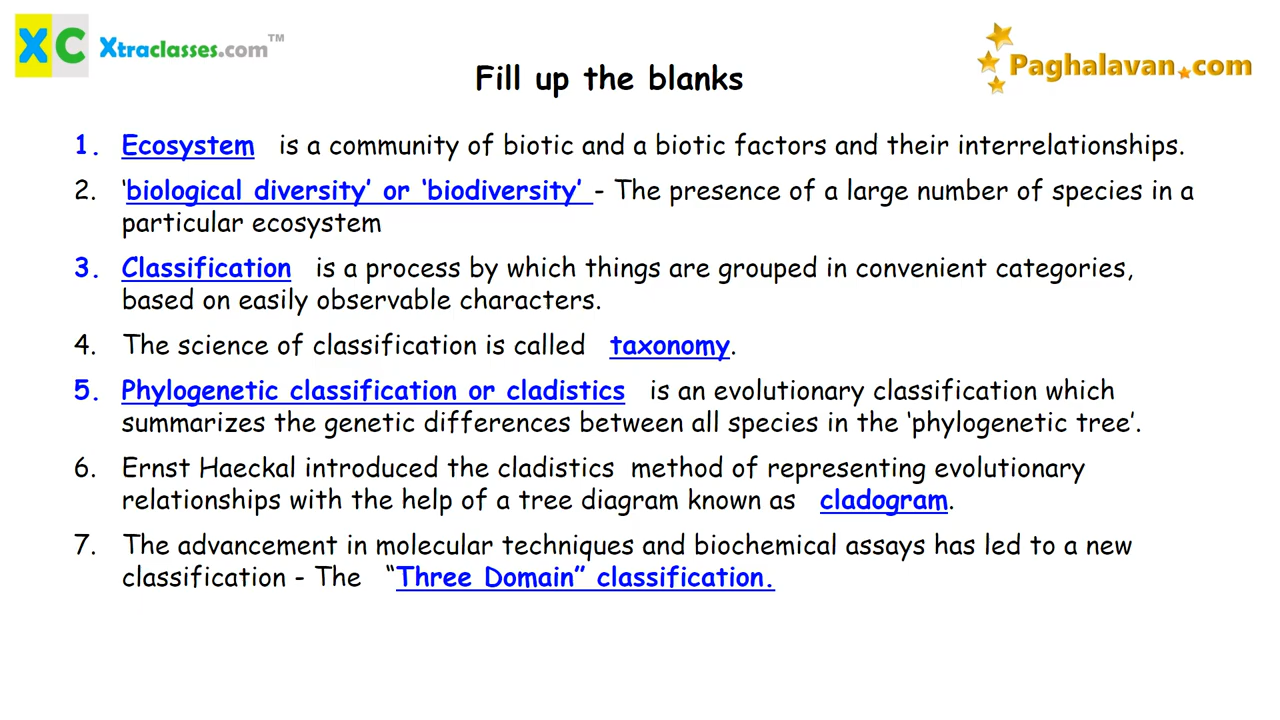 XC Xtraclasses.com™
Paghalavan.com
Fill up the blanks
1. Ecosystem is a community of biotic and a biotic factors and their interrelationships.
2. ‘biological diversity’ or ‘biodiversity’ - The presence of a large number of species in a
particular ecosystem
3. Classification is a process by which things are grouped in convenient categories,
based on easily observable characters.
4. The science of classification is called taxonomy.
5. Phylogenetic classification or cladistics is an evolutionary classification which
summarizes the genetic differences between all species in the ‘phylogenetic tree’.
6. Ernst Haeckal introduced the cladistics method of representing evolutionary
relationships with the help of a tree diagram known as cladogram.
7. The advancement in molecular techniques and biochemical assays has led to a new
classification - The “Three Domain” classification.